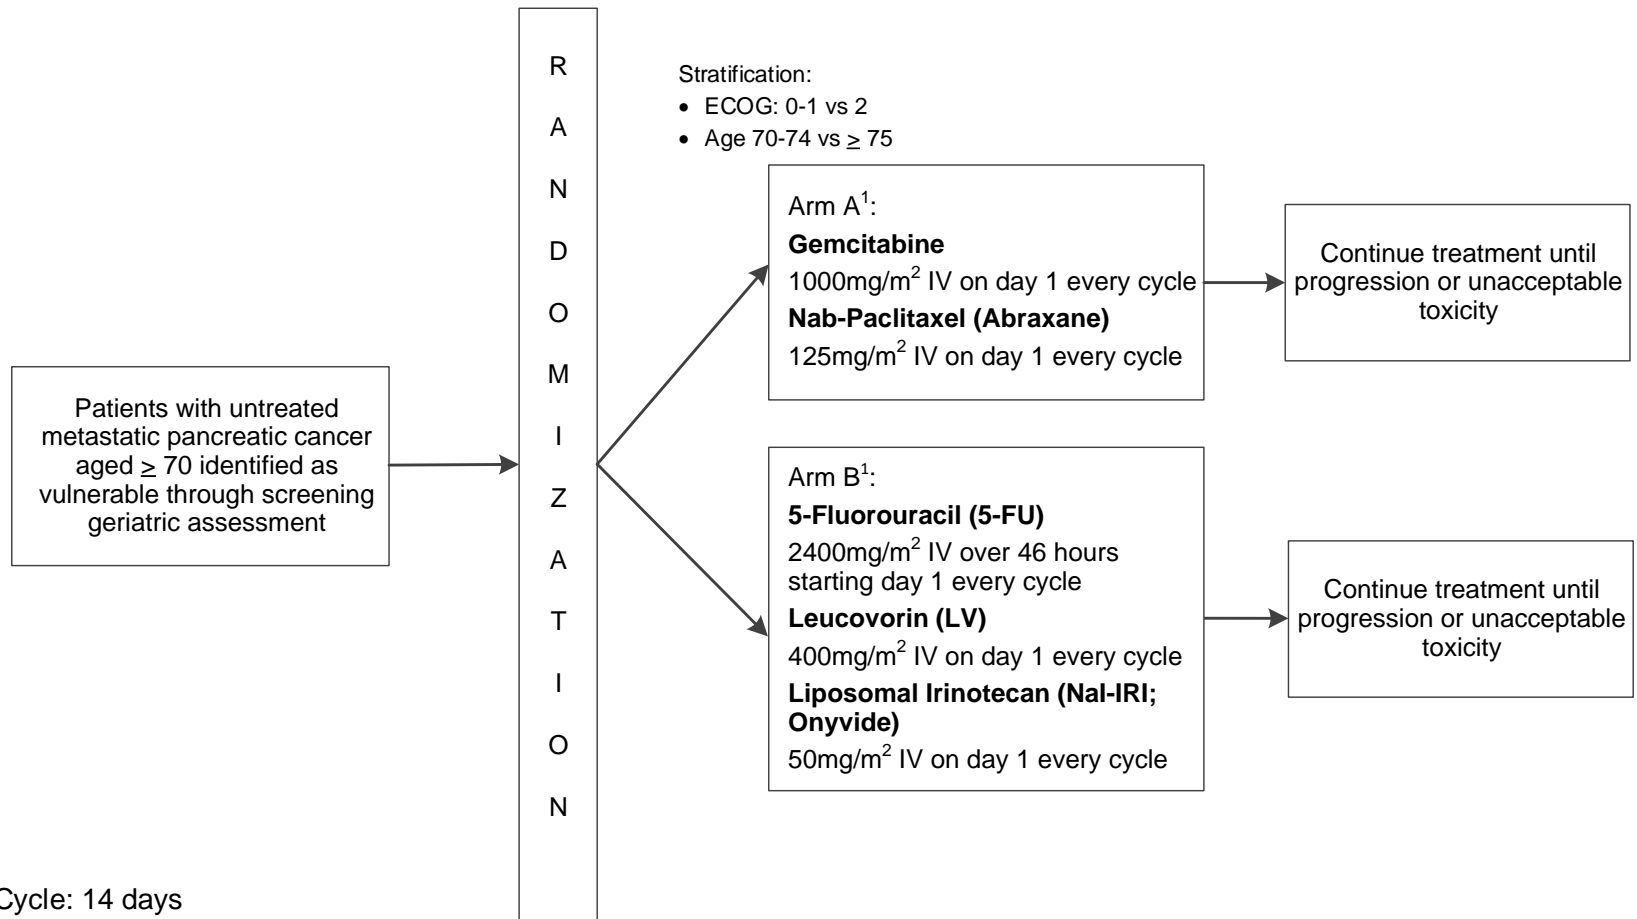 Patients with untreated
metastatic pancreatic cancer
aged ≥ 70 identified as
vulnerable through screening
geriatric assessment
R
A
N
D
O
M
I
Z
A
T
I
O
N
Stratification:
• ECOG: 0-1 vs 2
• Age 70-74 vs ≥ 75
Arm A¹:
Gemcitabine
1000mg/m² IV on day 1 every cycle
Nab-Paclitaxel (Abraxane)
125mg/m² IV on day 1 every cycle
Continue treatment until
progression or unacceptable
toxicity
Arm B¹:
5-Fluorouracil (5-FU)
2400mg/m² IV over 46 hours
starting day 1 every cycle
Leucovorin (LV)
400mg/m² IV on day 1 every cycle
Liposomal Irinotecan (NaI-IRI;
Onyvide)
50mg/m² IV on day 1 every cycle
Continue treatment until
progression or unacceptable
toxicity
Cycle: 14 days